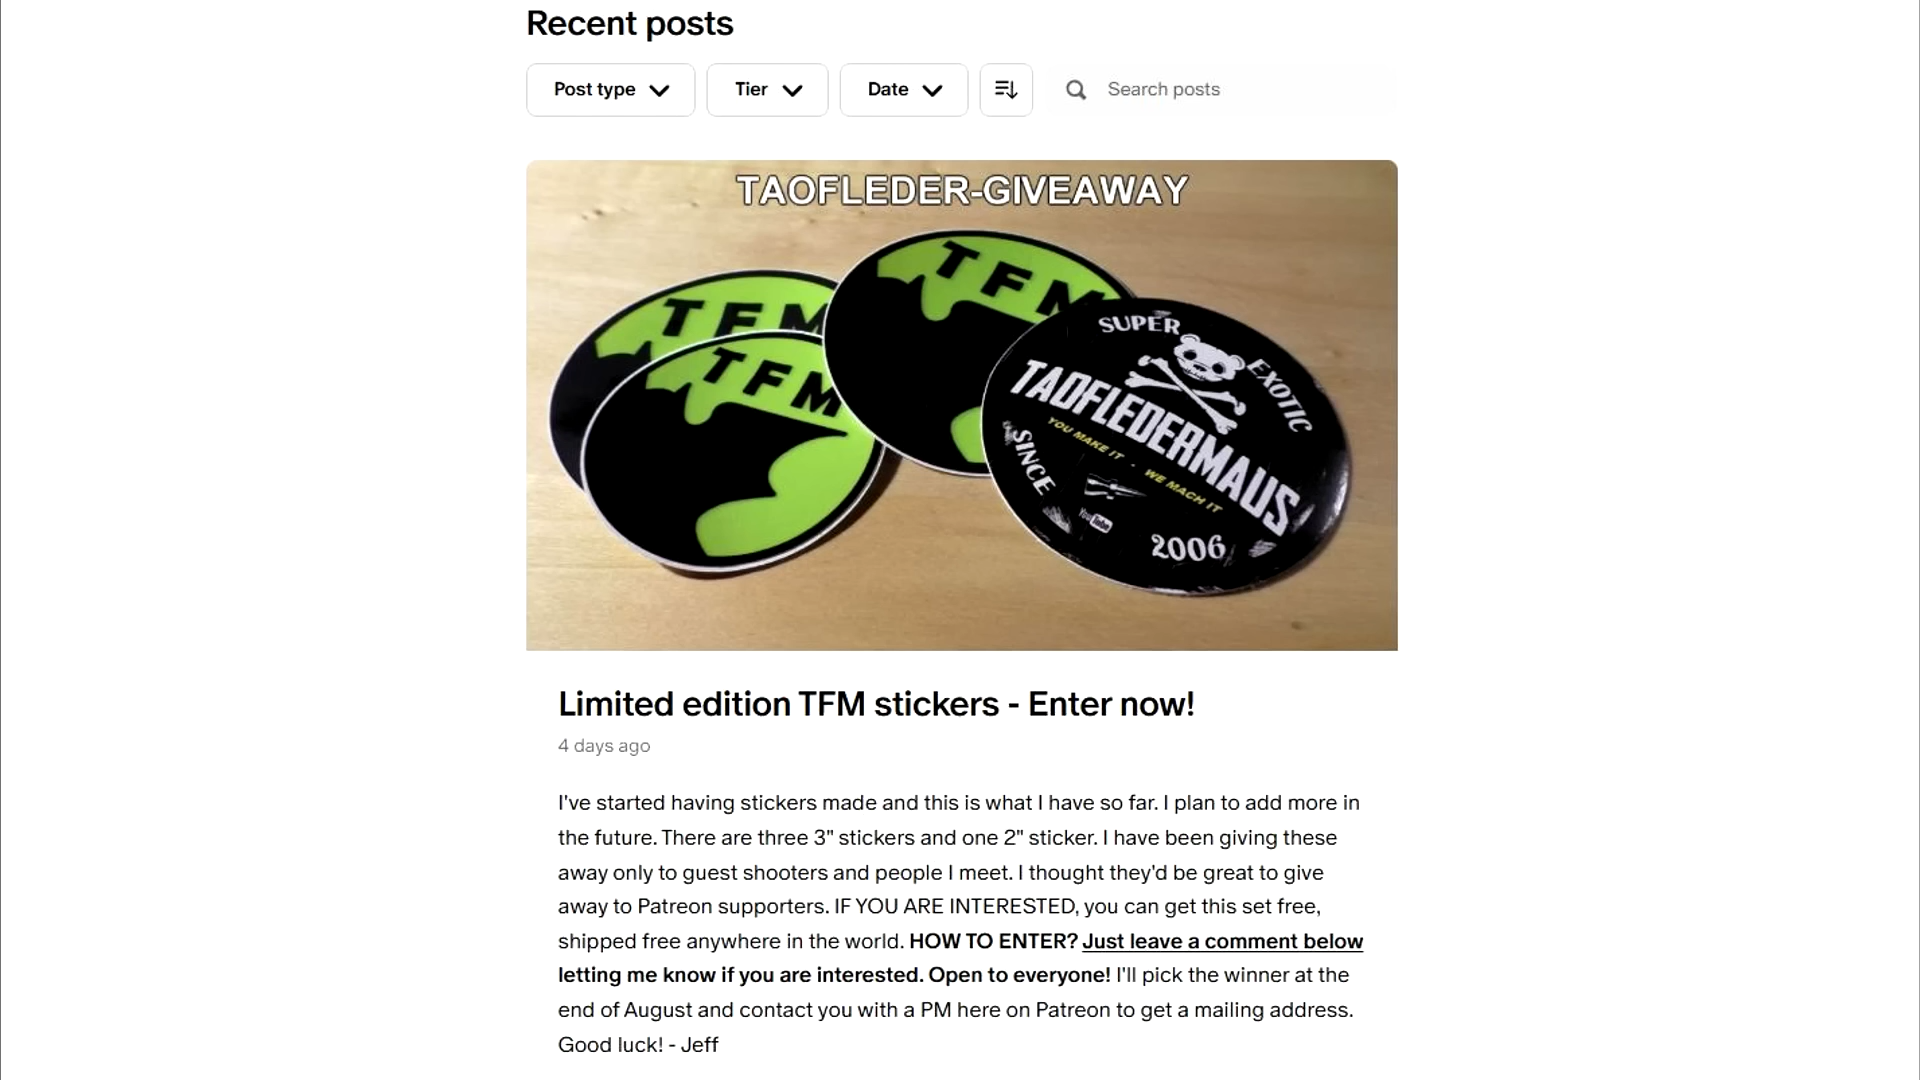 Recent posts
Post type
Tier
Date
Search posts
TAOFLEDER-GIVEAWAY
TFM
TFM
TFM
SUPER
EXOTIC
TAOFLEDERMAUS
YOU MAKE IT - WE MACH IT
SINCE
YouTube
2006
Limited edition TFM stickers - Enter now!
4 days ago
I've started having stickers made and this is what I have so far. I plan to add more in
the future. There are three 3" stickers and one 2" sticker. I have been giving these
away only to guest shooters and people I meet. I thought they'd be great to give
away to Patreon supporters. IF YOU ARE INTERESTED, you can get this set free,
shipped free anywhere in the world. HOW TO ENTER? Just leave a comment below
letting me know if you are interested. Open to everyone! I'll pick the winner at the
end of August and contact you with a PM here on Patreon to get a mailing address.
Good luck! - Jeff